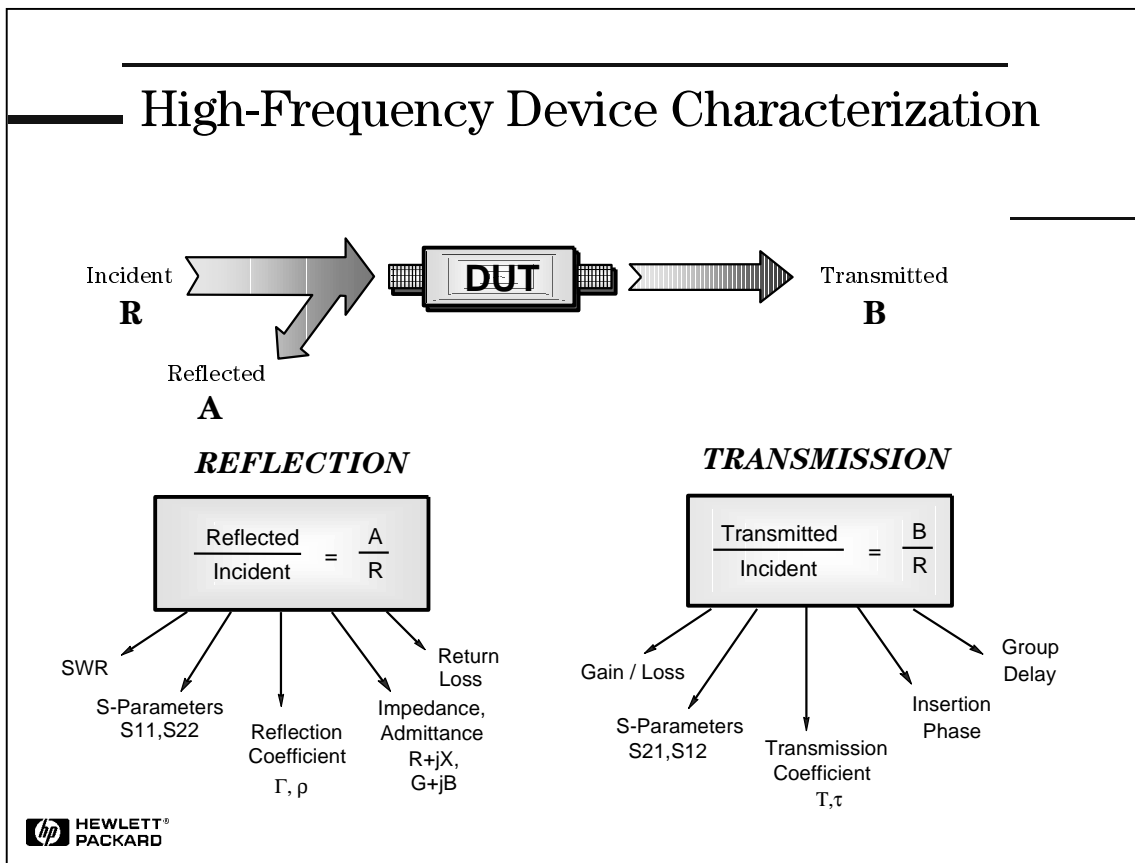 High-Frequency Device Characterization
Incident
R
DUT
Transmitted
B
Reflected
A
REFLECTION
Reflected
Incident
=
A
R
SWR
S-Parameters
S11,S22
Reflection
Coefficient
Γ, ρ
Impedance,
Admittance
R+jX,
G+jB
Return
Loss
TRANSMISSION
Transmitted
Incident
=
B
R
Gain / Loss
S-Parameters
S21,S12
Transmission
Coefficient
T,τ
Insertion
Phase
Group
Delay
hp
HEWLETT®
PACKARD